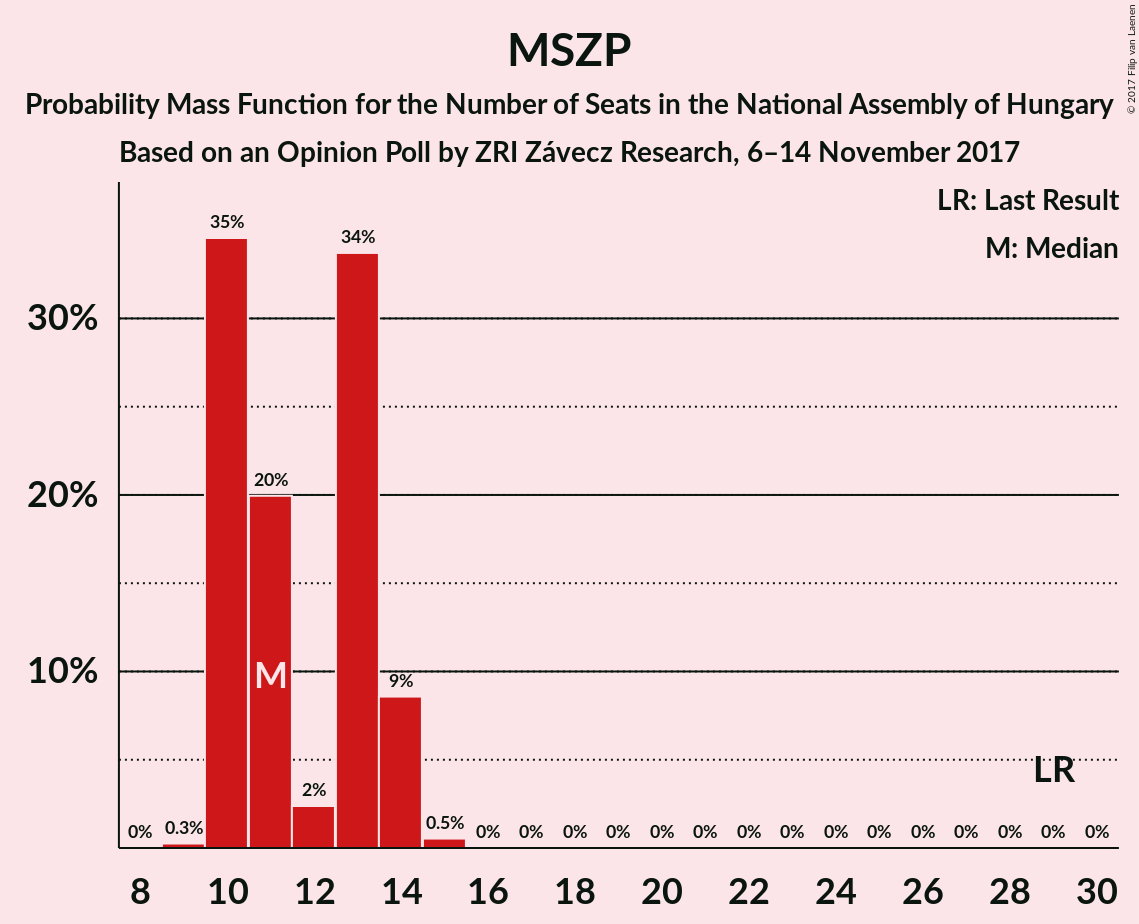 MSZP
Probability Mass Function for the Number of Seats in the National Assembly of Hungary
Based on an Opinion Poll by ZRI Závecz Research, 6–14 November 2017
© 2017 Filip van Laenen
LR: Last Result
M: Median
35%
34%
30%
20%
20%
10%
M
9%
LR
2%
0%
0.3%
0.5%
0% 0% 0% 0% 0% 0% 0% 0% 0% 0% 0% 0% 0% 0% 0%
8 10 12 14 16 18 20 22 24 26 28 30